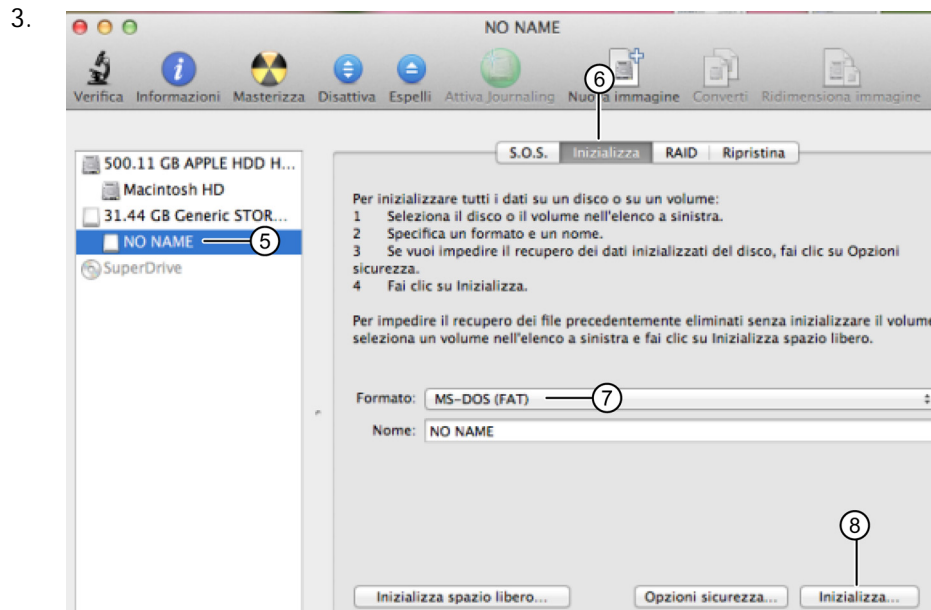 3.
NO NAME
Verifica Informazioni Masterizza Disattiva Espelli Attiva Journaling Nuova immagine Converti Ridimensiona immagine
6
S.O.S. Inizializza RAID Ripristina
500.11 GB APPLE HDD H...
Macintosh HD
31.44 GB Generic STOR...
NO NAME 5
SuperDrive
Per inizializzare tutti i dati su un disco o su un volume:
1 Seleziona il disco o il volume nell'elenco a sinistra.
2 Specifica un formato e un nome.
3 Se vuoi impedire il recupero dei dati inizializzati del disco, fai clic su Opzioni
sicurezza.
4 Fai clic su Inizializza.
Per impedire il recupero dei file precedentemente eliminati senza inizializzare il volume
seleziona un volume nell'elenco a sinistra e fai clic su Inizializza spazio libero.
Formato: MS-DOS (FAT) 7
Nome: NO NAME
8
Inizializza spazio libero... Opzioni sicurezza... Inizializza...